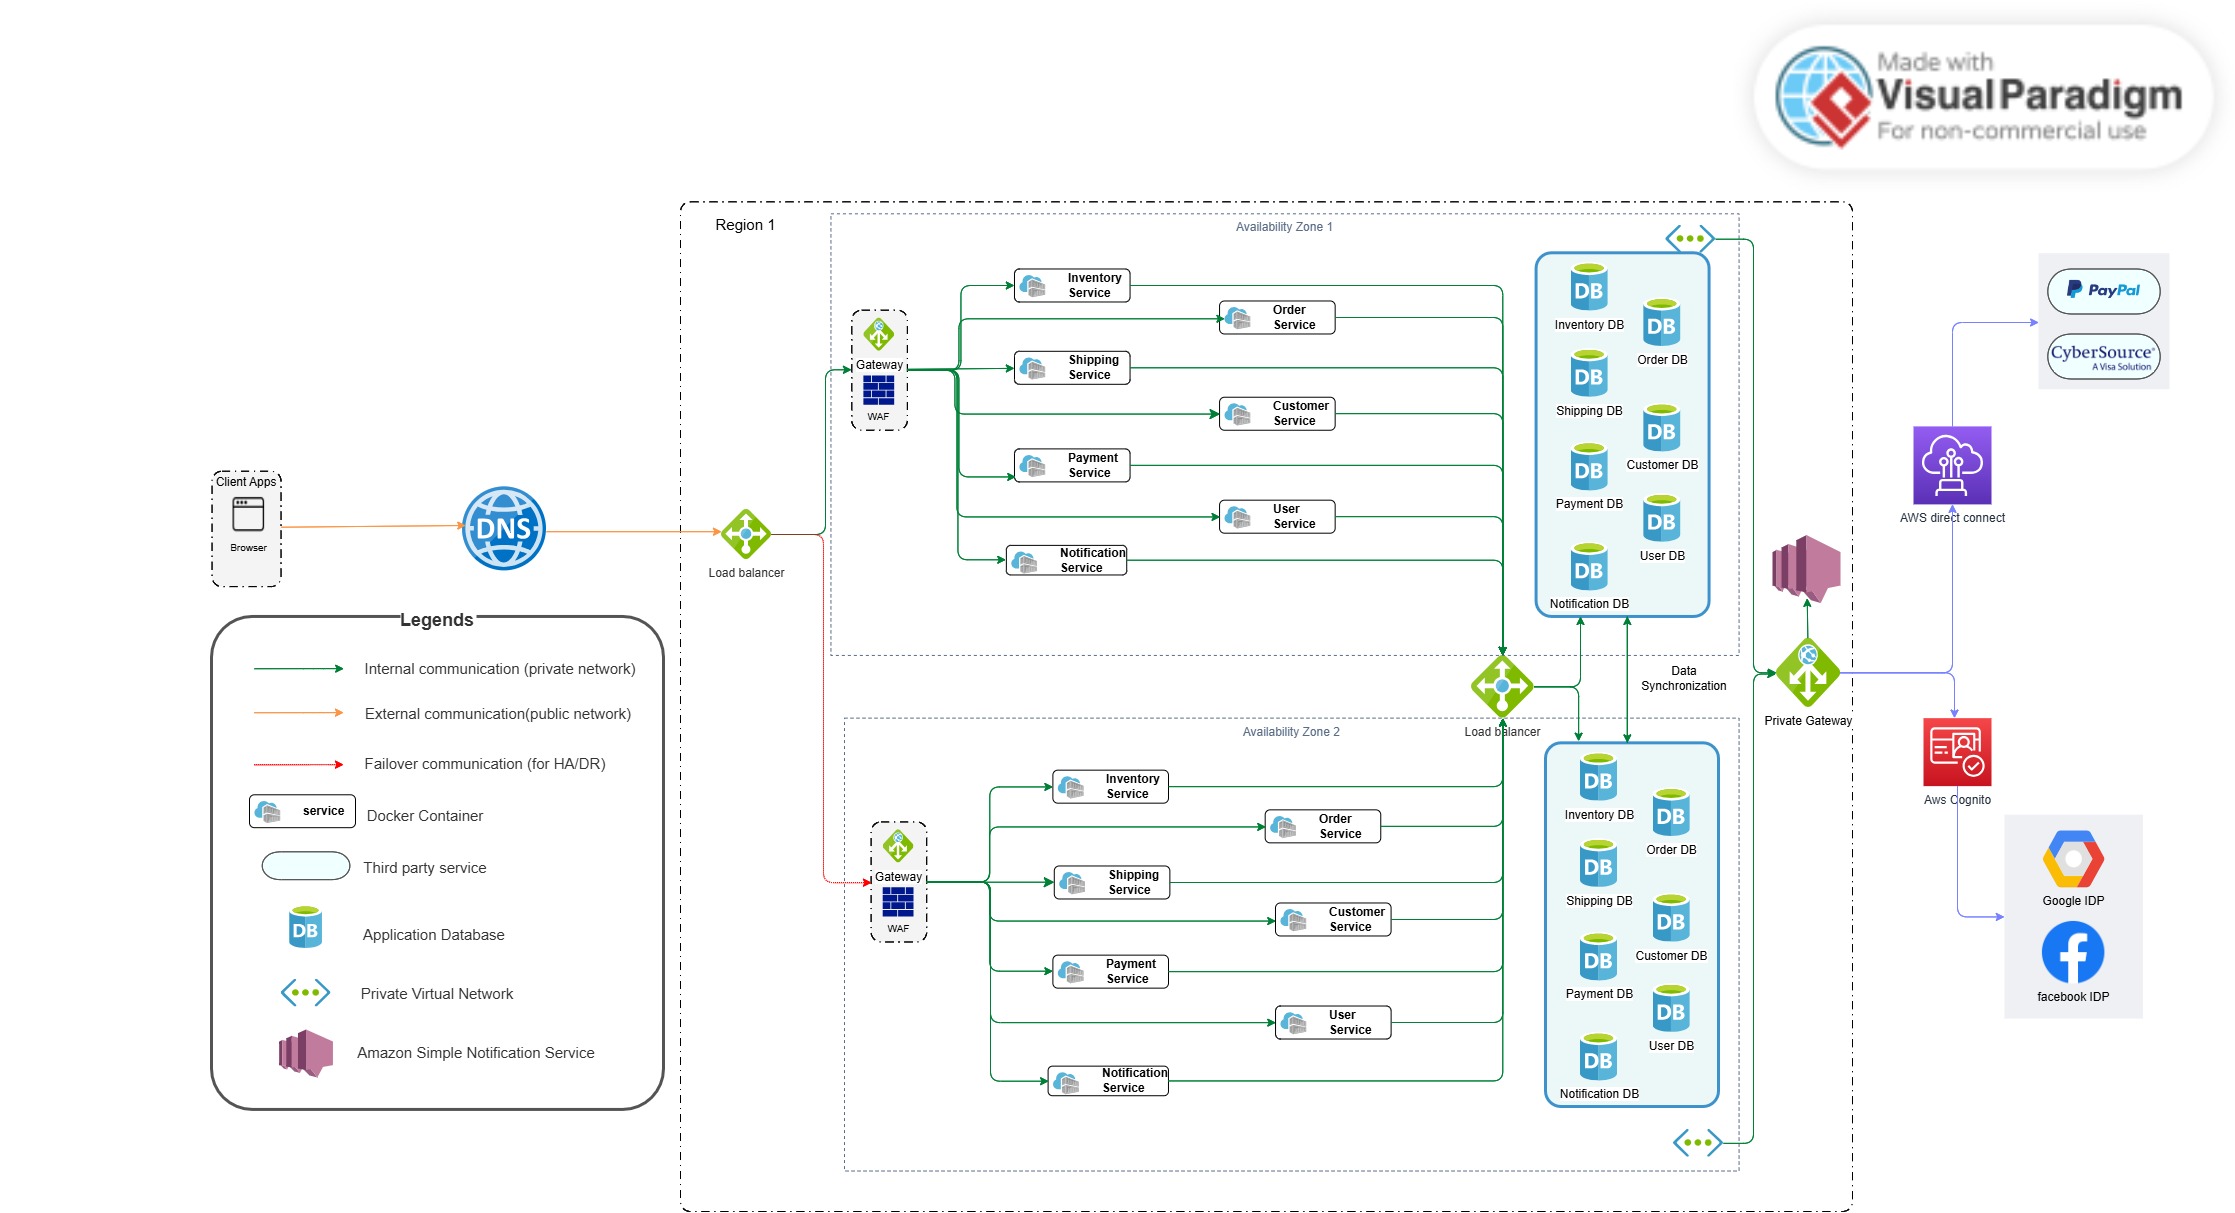 Made with
Visual Paradigm
For non-commercial use
Region 1
Availability Zone 1
Inventory
Service
Order
Service
Shipping
Service
Customer
Service
Payment
Service
User
Service
Notification
Service
Gateway
WAF
DB
Inventory DB
DB
Order DB
DB
Shipping DB
DB
Customer DB
DB
Payment DB
DB
User DB
DB
Notification DB
PayPal
CyberSource®
A Visa Solution
AWS direct connect
Client Apps
Browser
DNS
Load balancer
Data
Synchronization
Private Gateway
Load balancer
Availability Zone 2
Inventory
Service
Order
Service
Shipping
Service
Customer
Service
Payment
Service
User
Service
Notification
Service
Gateway
WAF
DB
Inventory DB
DB
Order DB
DB
Shipping DB
DB
Customer DB
DB
Payment DB
DB
User DB
DB
Notification DB
Aws Cognito
Google IDP
facebook IDP
Legends
Internal communication (private network)
External communication(public network)
Failover communication (for HA/DR)
service
Docker Container
Third party service
DB
Application Database
Private Virtual Network
Amazon Simple Notification Service